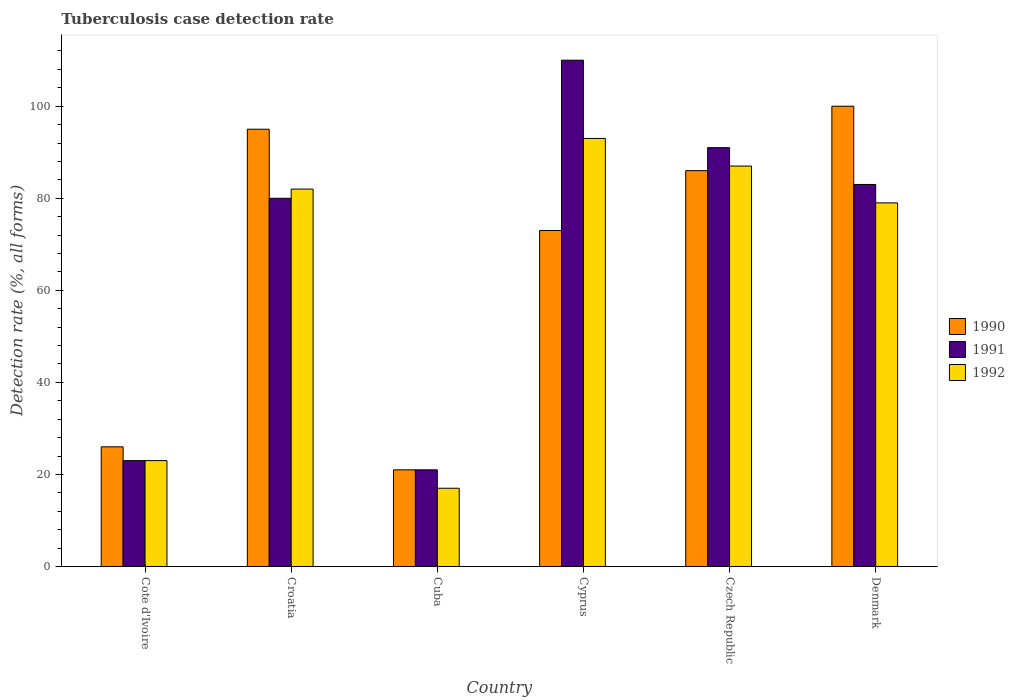 Tuberculosis case detection rate
Detection rate (%, all forms)
0
20
40
60
80
100
Cote d'Ivoire
Croatia
Cuba
Cyprus
Czech Republic
Denmark
Country
1990
1991
1992